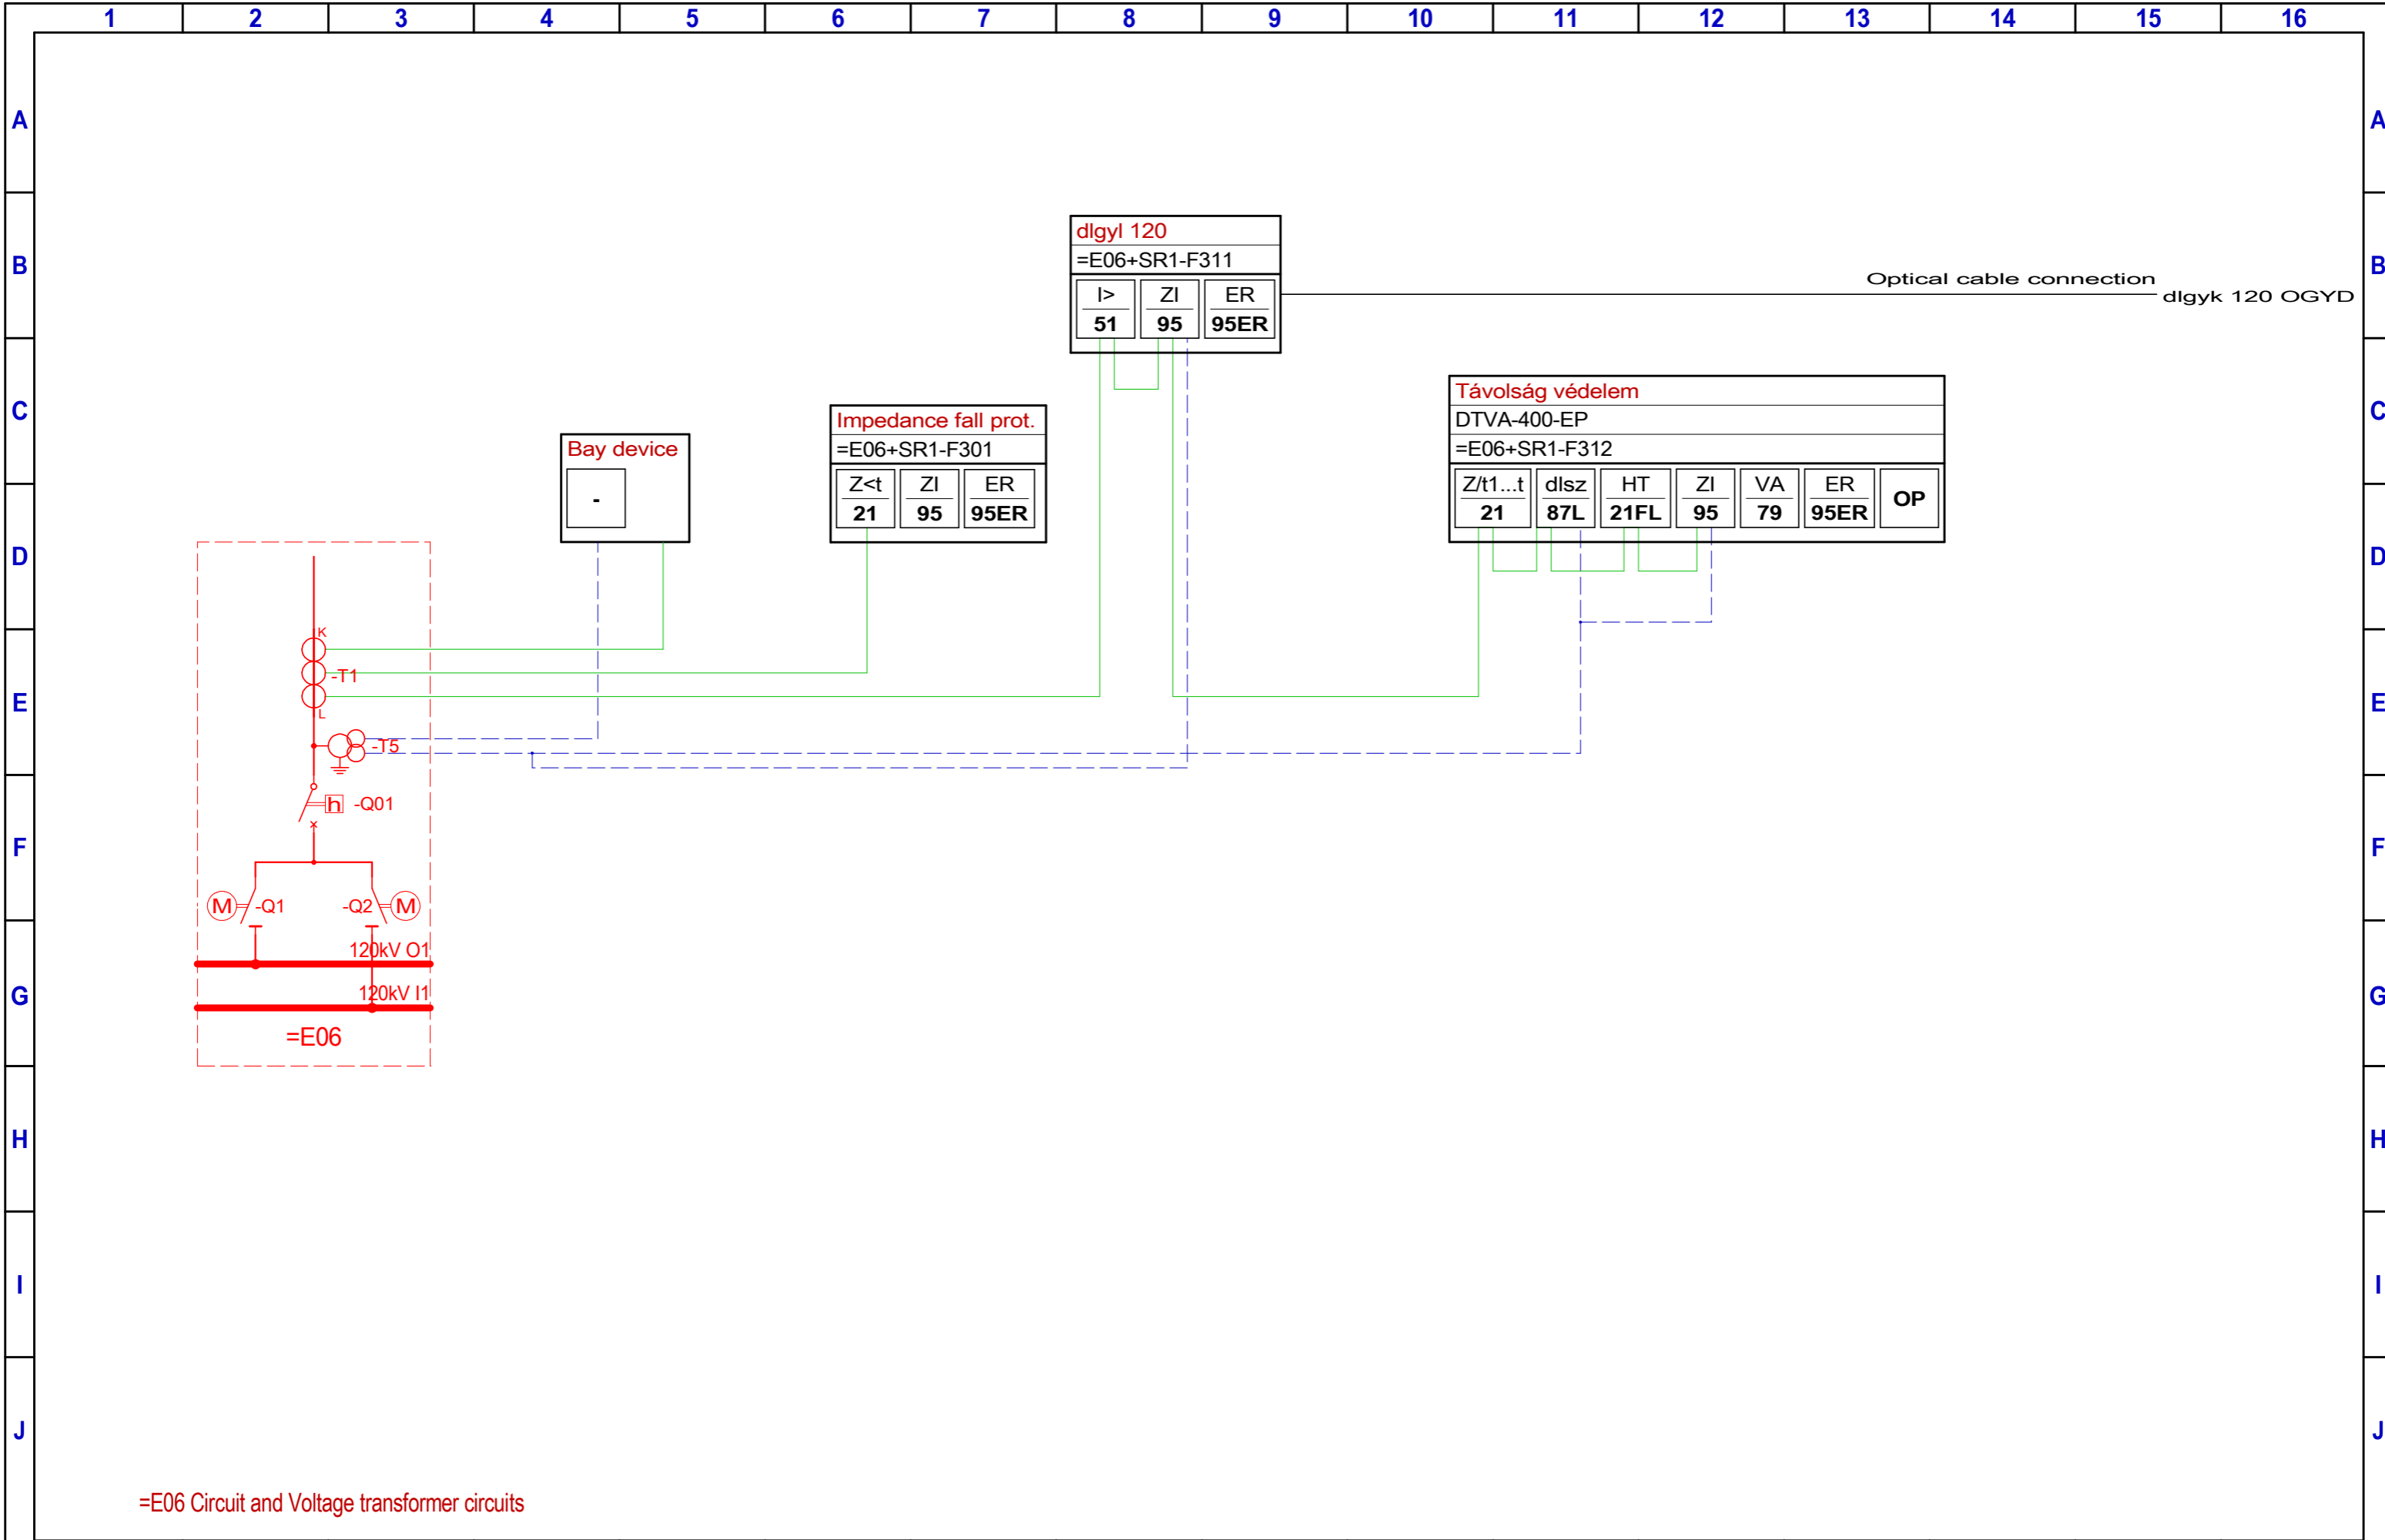 1 2 3 4 5 6 7 8 9 10 11 12 13 14 15 16
A A
B B
C C
D D
E E
F F
G G
H H
I I
J J
dlgyl 120
=E06+SR1-F311
I> ZI ER
51 95 95ER
Optical cable connection
dlgyk 120 OGYD
Távolság védelem
DTVA-400-EP
=E06+SR1-F312
Z/t1...t dlsz HT ZI VA ER OP
21 87L 21FL 95 79 95ER
Impedance fall prot.
=E06+SR1-F301
Z<t ZI ER
21 95 95ER
Bay device
-
K
-T1
L
-T5
h -Q01
M -Q1 -Q2 M
120kV O1
120kV I1
=E06
=E06 Circuit and Voltage transformer circuits